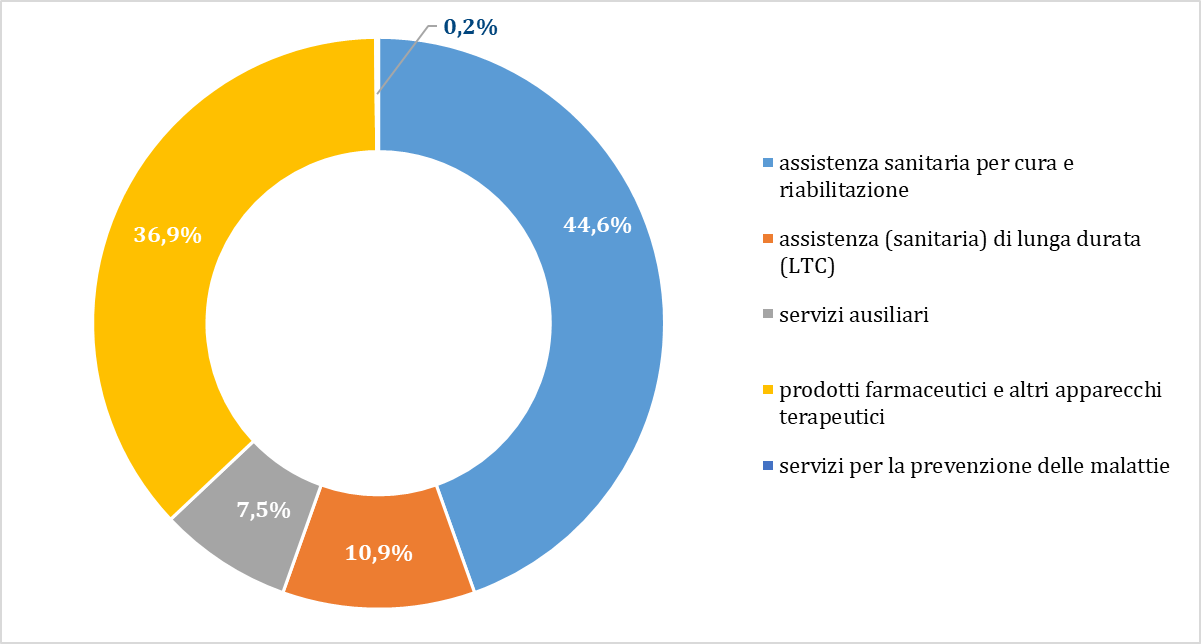 0,2%
44,6%
36,9%
7,5%
10,9%
assistenza sanitaria per cura e
riabilitazione
assistenza (sanitaria) di lunga durata
(LTC)
servizi ausiliari
prodotti farmaceutici e altri apparecchi
terapeutici
servizi per la prevenzione delle malattie